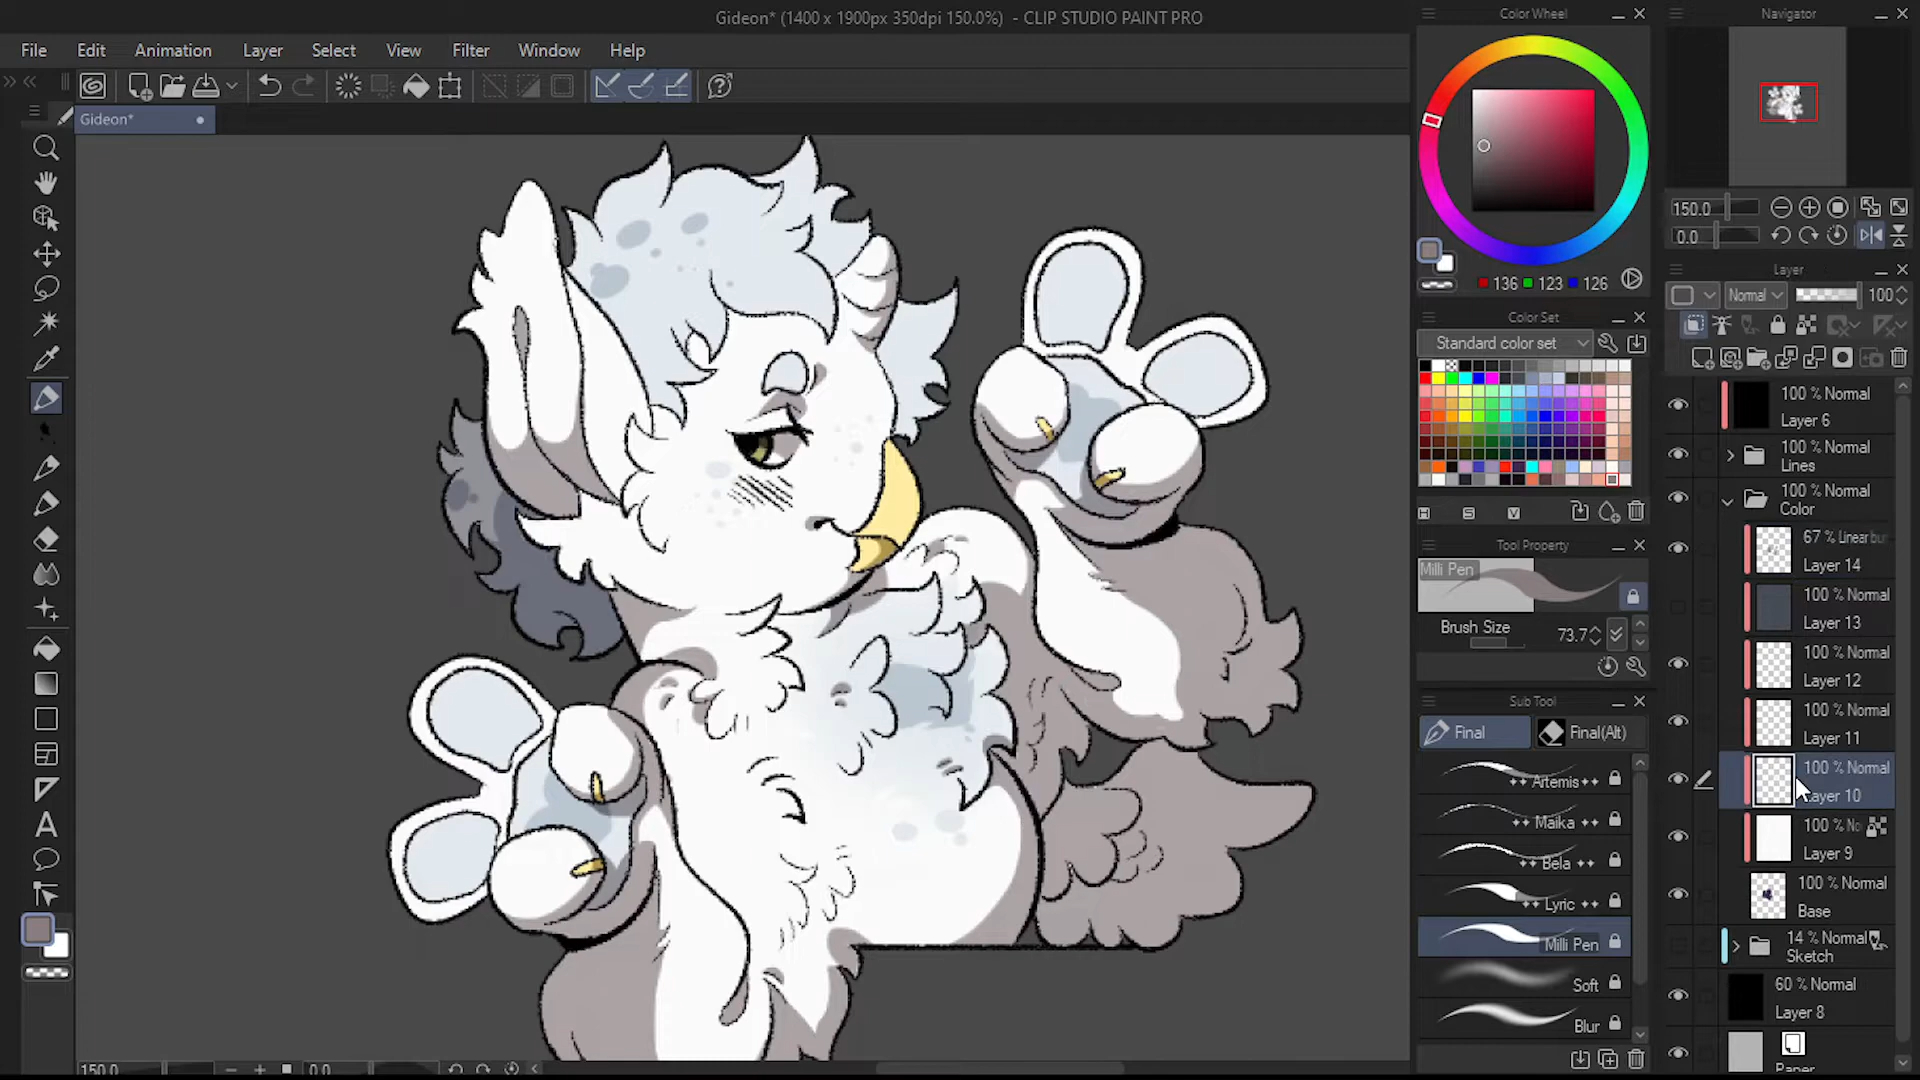 Gideon* (1400 x 1900px 350dpi 150.0%) - CLIP STUDIO PAINT PRO
Color Wheel
Navigator
File Edit Animation Layer Select View Filter Window Help
Gideon*
150.0
0.0
136 123 126
Layer
Normal 100
Color Set
Standard color set
100 % Normal
Layer 6
100 % Normal
Lines
100 % Normal
Color
H S V
Tool Property
67 % Linear bur
Layer 14
Milli Pen
100 % Normal
Layer 13
Brush Size 73.7
100 % Normal
Layer 12
Sub Tool
100 % Normal
Layer 11
Final Final(Alt)
100 % Normal
Layer 10
Artemis
Maika
100 % No
Layer 9
Bela
100 % Normal
Base
Lyric
Milli Pen
14 % Normal
Sketch
Soft
60 % Normal
Layer 8
Blur
Paper
150.0 0.0
A